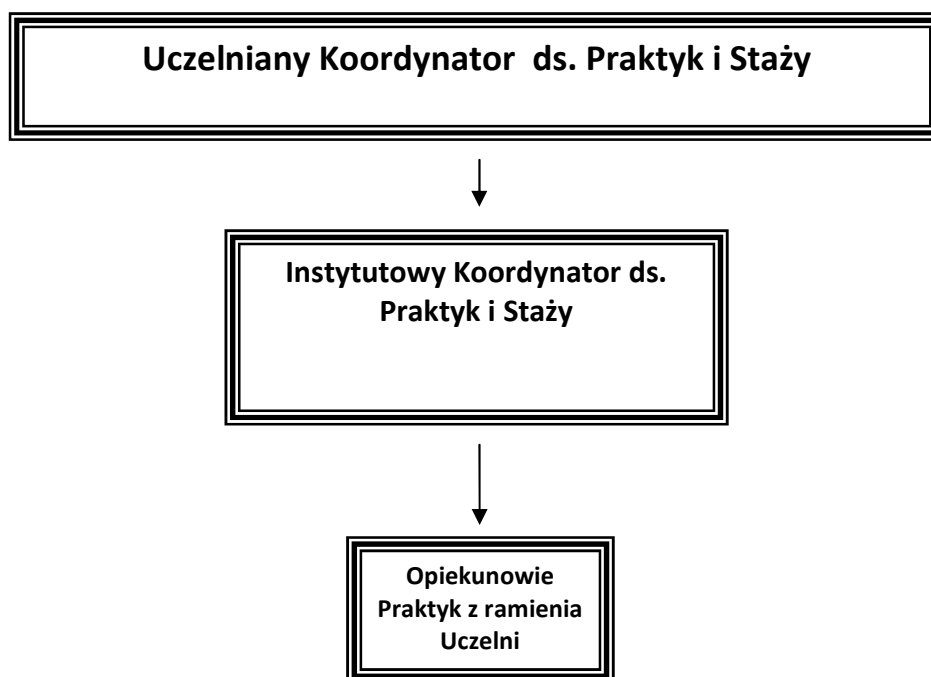 Uczelniany Koordynator ds. Praktyk i Staży
Instytutowy Koordynator ds.
Praktyk i Staży
Opiekunowie
Praktyk z ramienia
Uczelni